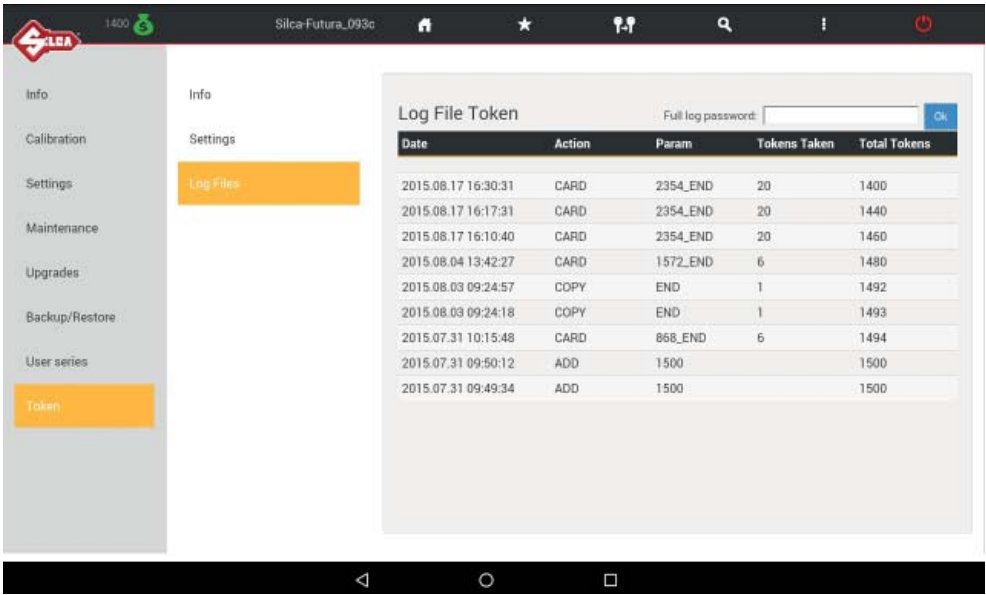 SILCA
1400
Silca-Futura_093c
Info
Calibration
Settings
Maintenance
Upgrades
Backup/Restore
User series
Token
Info
Settings
Log Files
Log File Token
Full log password:
Ok
Date Action Param Tokens Taken Total Tokens
2015.08.17 16:30:31 CARD 2354_END 20 1400
2015.08.17 16:17:31 CARD 2354_END 20 1440
2015.08.17 16:10:40 CARD 2354_END 20 1460
2015.08.04 13:42:27 CARD 1572_END 6 1480
2015.08.03 09:24:57 COPY END 1 1492
2015.08.03 09:24:18 COPY END 1 1493
2015.07.31 10:15:48 CARD 868_END 6 1494
2015.07.31 09:50:12 ADD 1500 1500
2015.07.31 09:49:34 ADD 1500 1500